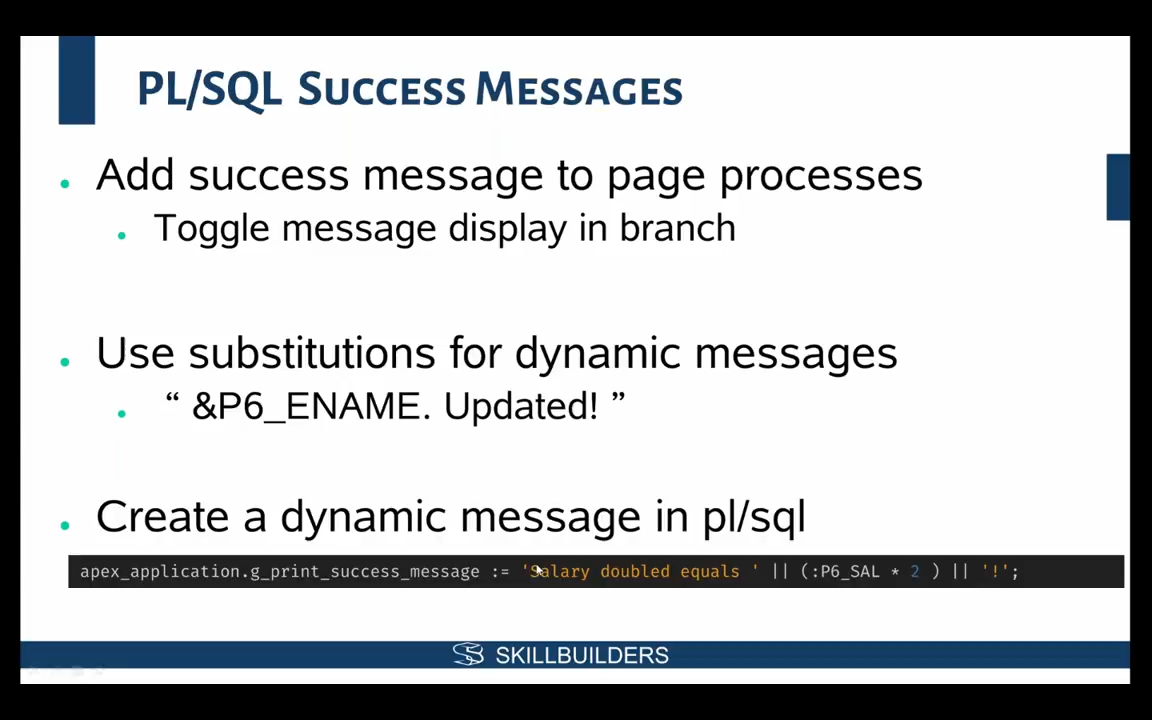 PL/SQL SUCCESS MESSAGES
Add success message to page processes
Toggle message display in branch
Use substitutions for dynamic messages
“ &P6_ENAME. Updated! ”
Create a dynamic message in pl/sql
apex_application.g_print_success_message := 'Salary doubled equals ' || (:P6_SAL * 2 ) || '!';
SKILLBUILDERS